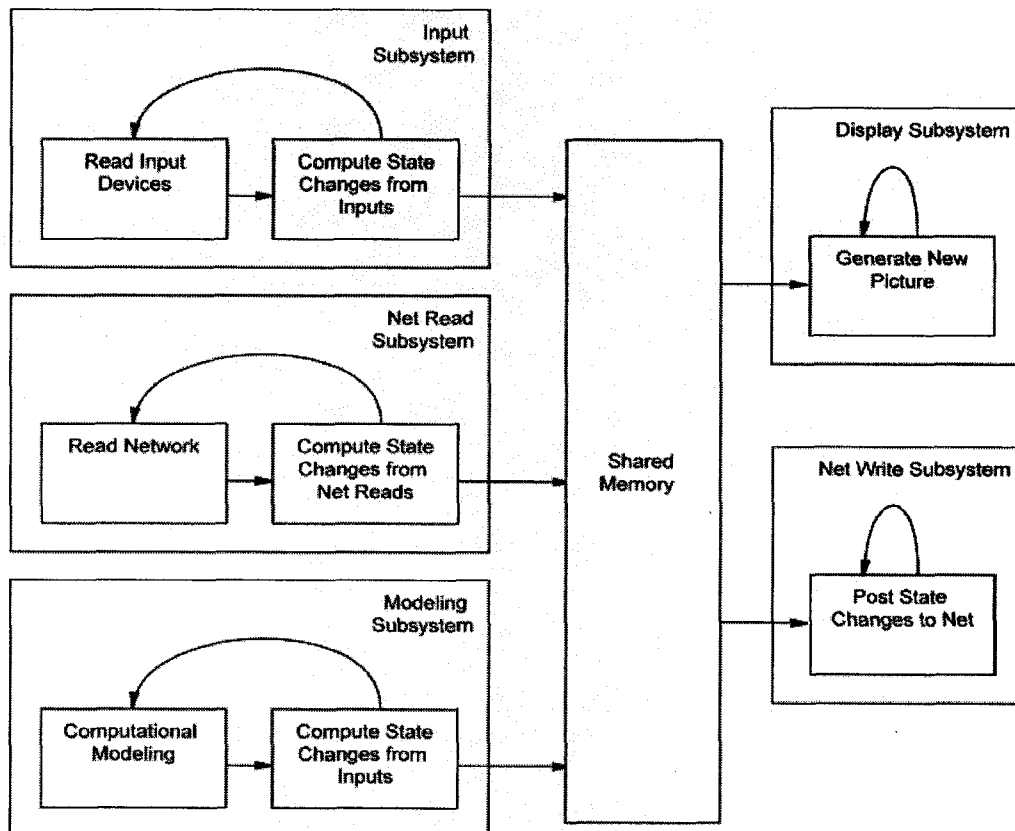 Input
Subsystem
Read Input
Devices
Compute State
Changes from
Inputs
Net Read
Subsystem
Read Network
Compute State
Changes from
Net Reads
Modeling
Subsystem
Computational
Modeling
Compute State
Changes from
Inputs
Shared
Memory
Display Subsystem
Generate New
Picture
Net Write Subsystem
Post State
Changes to Net